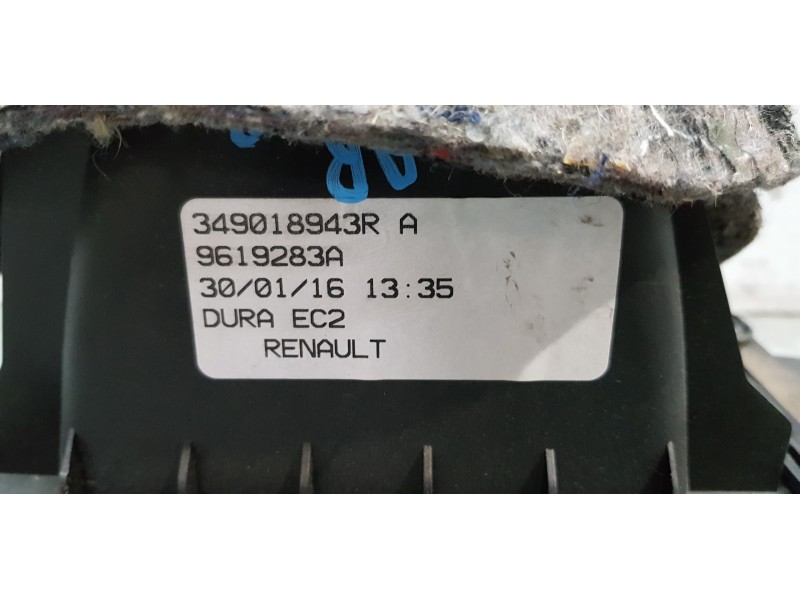 349018943R A
9619283A
30/01/16 13:35
DURA EC2
RENAULT